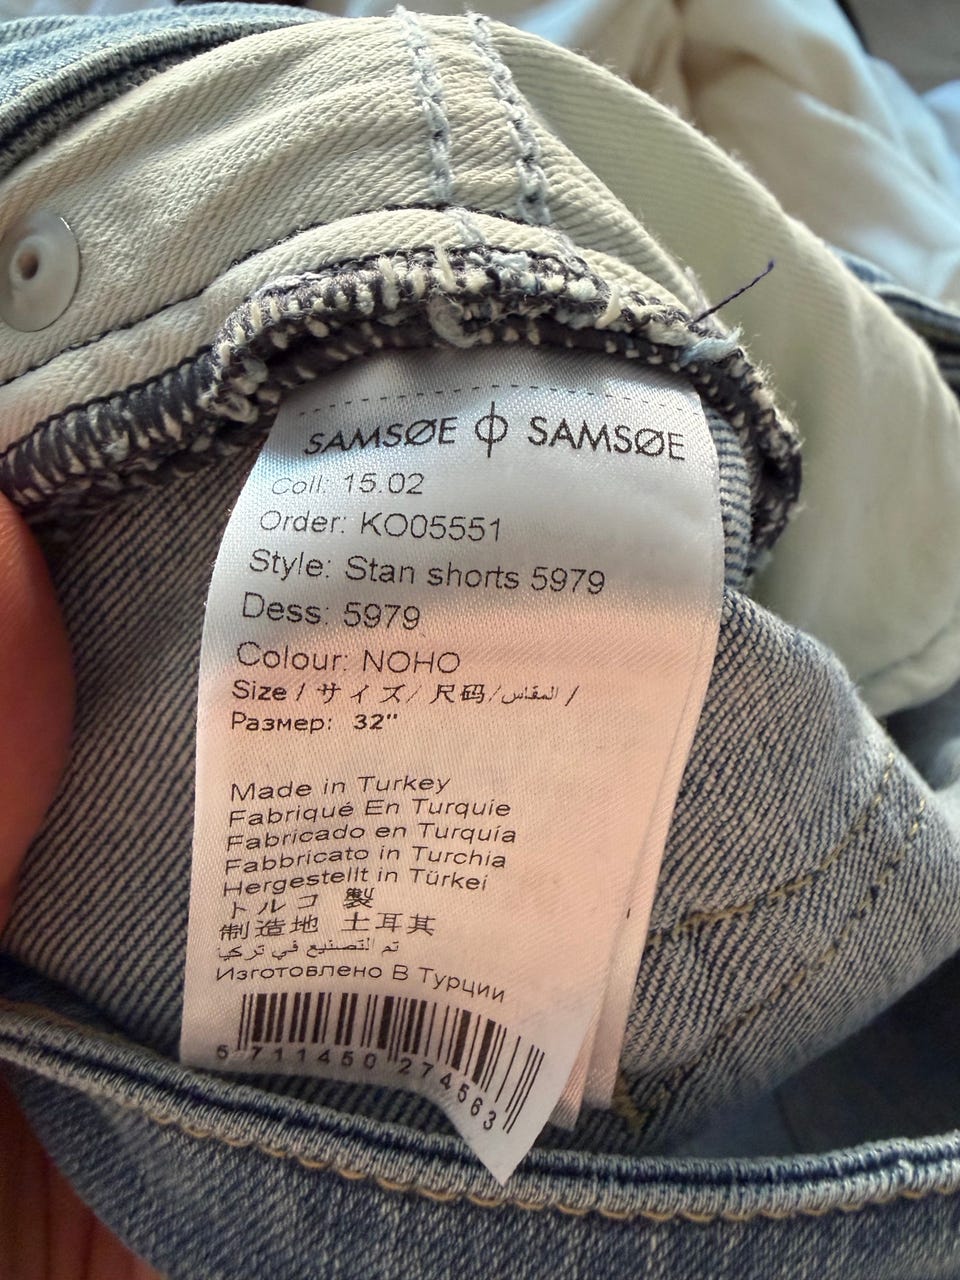 SAMSØE ϕ SAMSØE
Coll: 15.02
Order: KO05551
Style: Stan shorts 5979
Dess: 5979
Colour: NOHO
Size / サイズ/ 尺码/المقاس /
Размер: 32"
Made in Turkey
Fabriqué En Turquie
Fabricado en Turquía
Fabbricato in Turchia
Hergestellt in Türkei
トルコ 製
制造地 土耳其
تم التصنيع في تركيا
Изготовлено В Турции
5 711450 274563